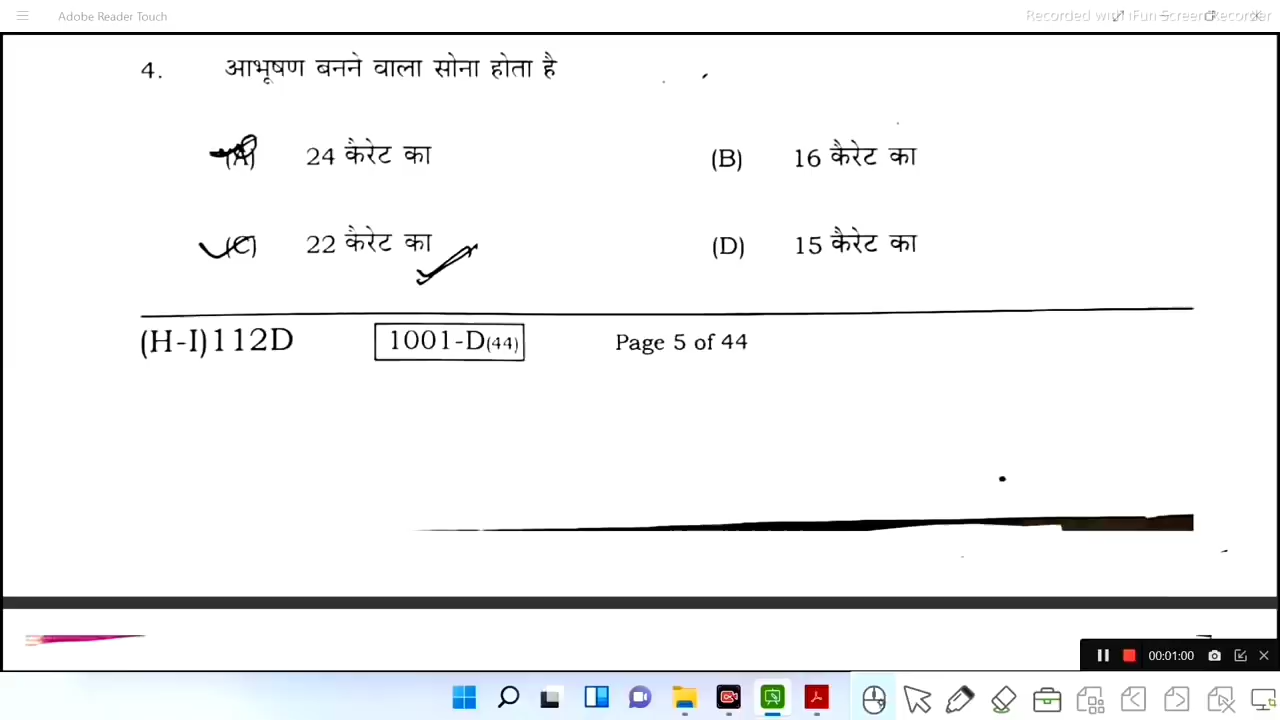 Adobe Reader Touch
Recorded with iFun Screen Recorder
4. आभूषण बनने वाला सोना होता है
(A) 24 कैरेट का
(B) 16 कैरेट का
(C) 22 कैरेट का
(D) 15 कैरेट का
(H-I)112D 1001-D(44) Page 5 of 44
00:01:00